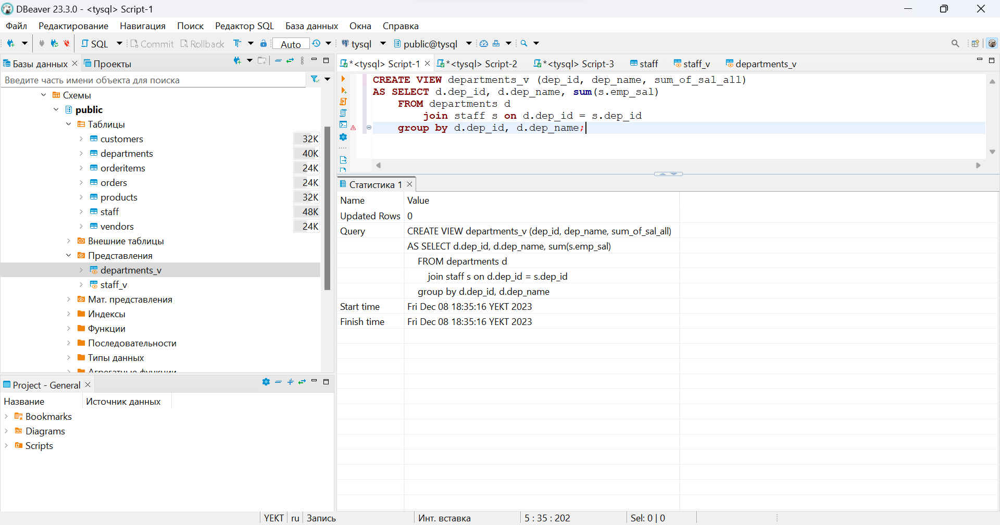 DBeaver 23.3.0 - <tysql> Script-1
Файл Редактирование Навигация Поиск Редактор SQL База данных Окна Справка
SQL Commit Rollback Auto tysql public@tysql
Базы данных Проекты
Введите часть имени объекта для поиска
Схемы
public
Таблицы
customers 32K
departments 40K
orderitems 24K
orders 24K
products 32K
staff 48K
vendors 24K
Внешние таблицы
Представления
departments_v
staff_v
Мат. представления
Индексы
Функции
Последовательности
Типы данных
Агрегатные функции
Project - General
Название Источник данных
Bookmarks
Diagrams
Scripts
*<tysql> Script-1 *<tysql> Script-2 *<tysql> Script-3 staff staff_v departments_v
CREATE VIEW departments_v (dep_id, dep_name, sum_of_sal_all)
AS SELECT d.dep_id, d.dep_name, sum(s.emp_sal)
FROM departments d
join staff s on d.dep_id = s.dep_id
group by d.dep_id, d.dep_name;
Статистика 1
Name Value
Updated Rows 0
Query CREATE VIEW departments_v (dep_id, dep_name, sum_of_sal_all)
AS SELECT d.dep_id, d.dep_name, sum(s.emp_sal)
FROM departments d
join staff s on d.dep_id = s.dep_id
group by d.dep_id, d.dep_name
Start time Fri Dec 08 18:35:16 YEKT 2023
Finish time Fri Dec 08 18:35:16 YEKT 2023
YEKT ru Запись Инт. вставка 5 : 35 : 202 Sel: 0 | 0